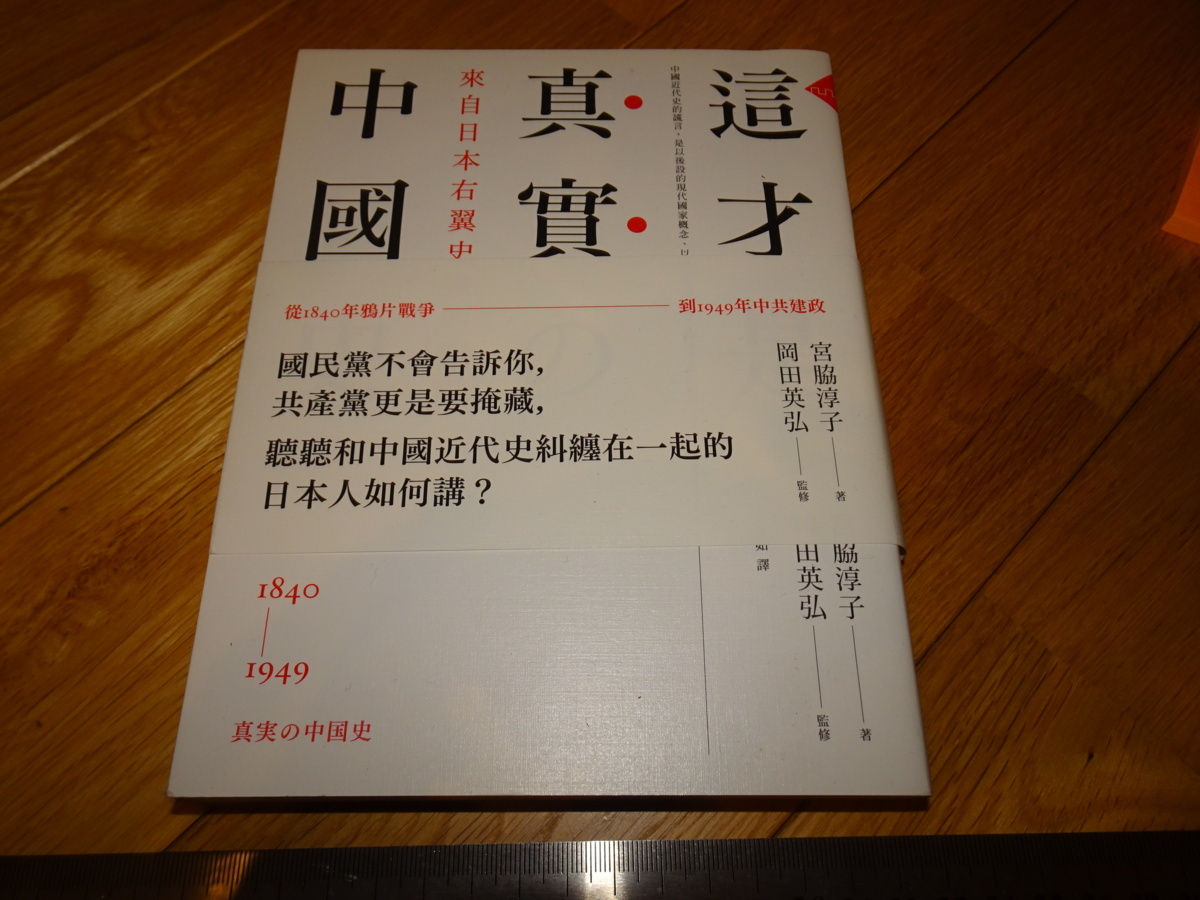 這才
真實
中國
中國近代史的謊言,是以後設的現代國家概念、
來自日本右翼史
從1840年鴉片戰爭
到1949年中共建政
國民黨不會告訴你,
共產黨更是要掩藏,
聽聽和中國近代史糾纏在一起的
日本人如何講?
宮脇淳子
著
岡田英弘
監修
脇淳子
著
田英弘
監修
譯
1840
1949
真実の中国史